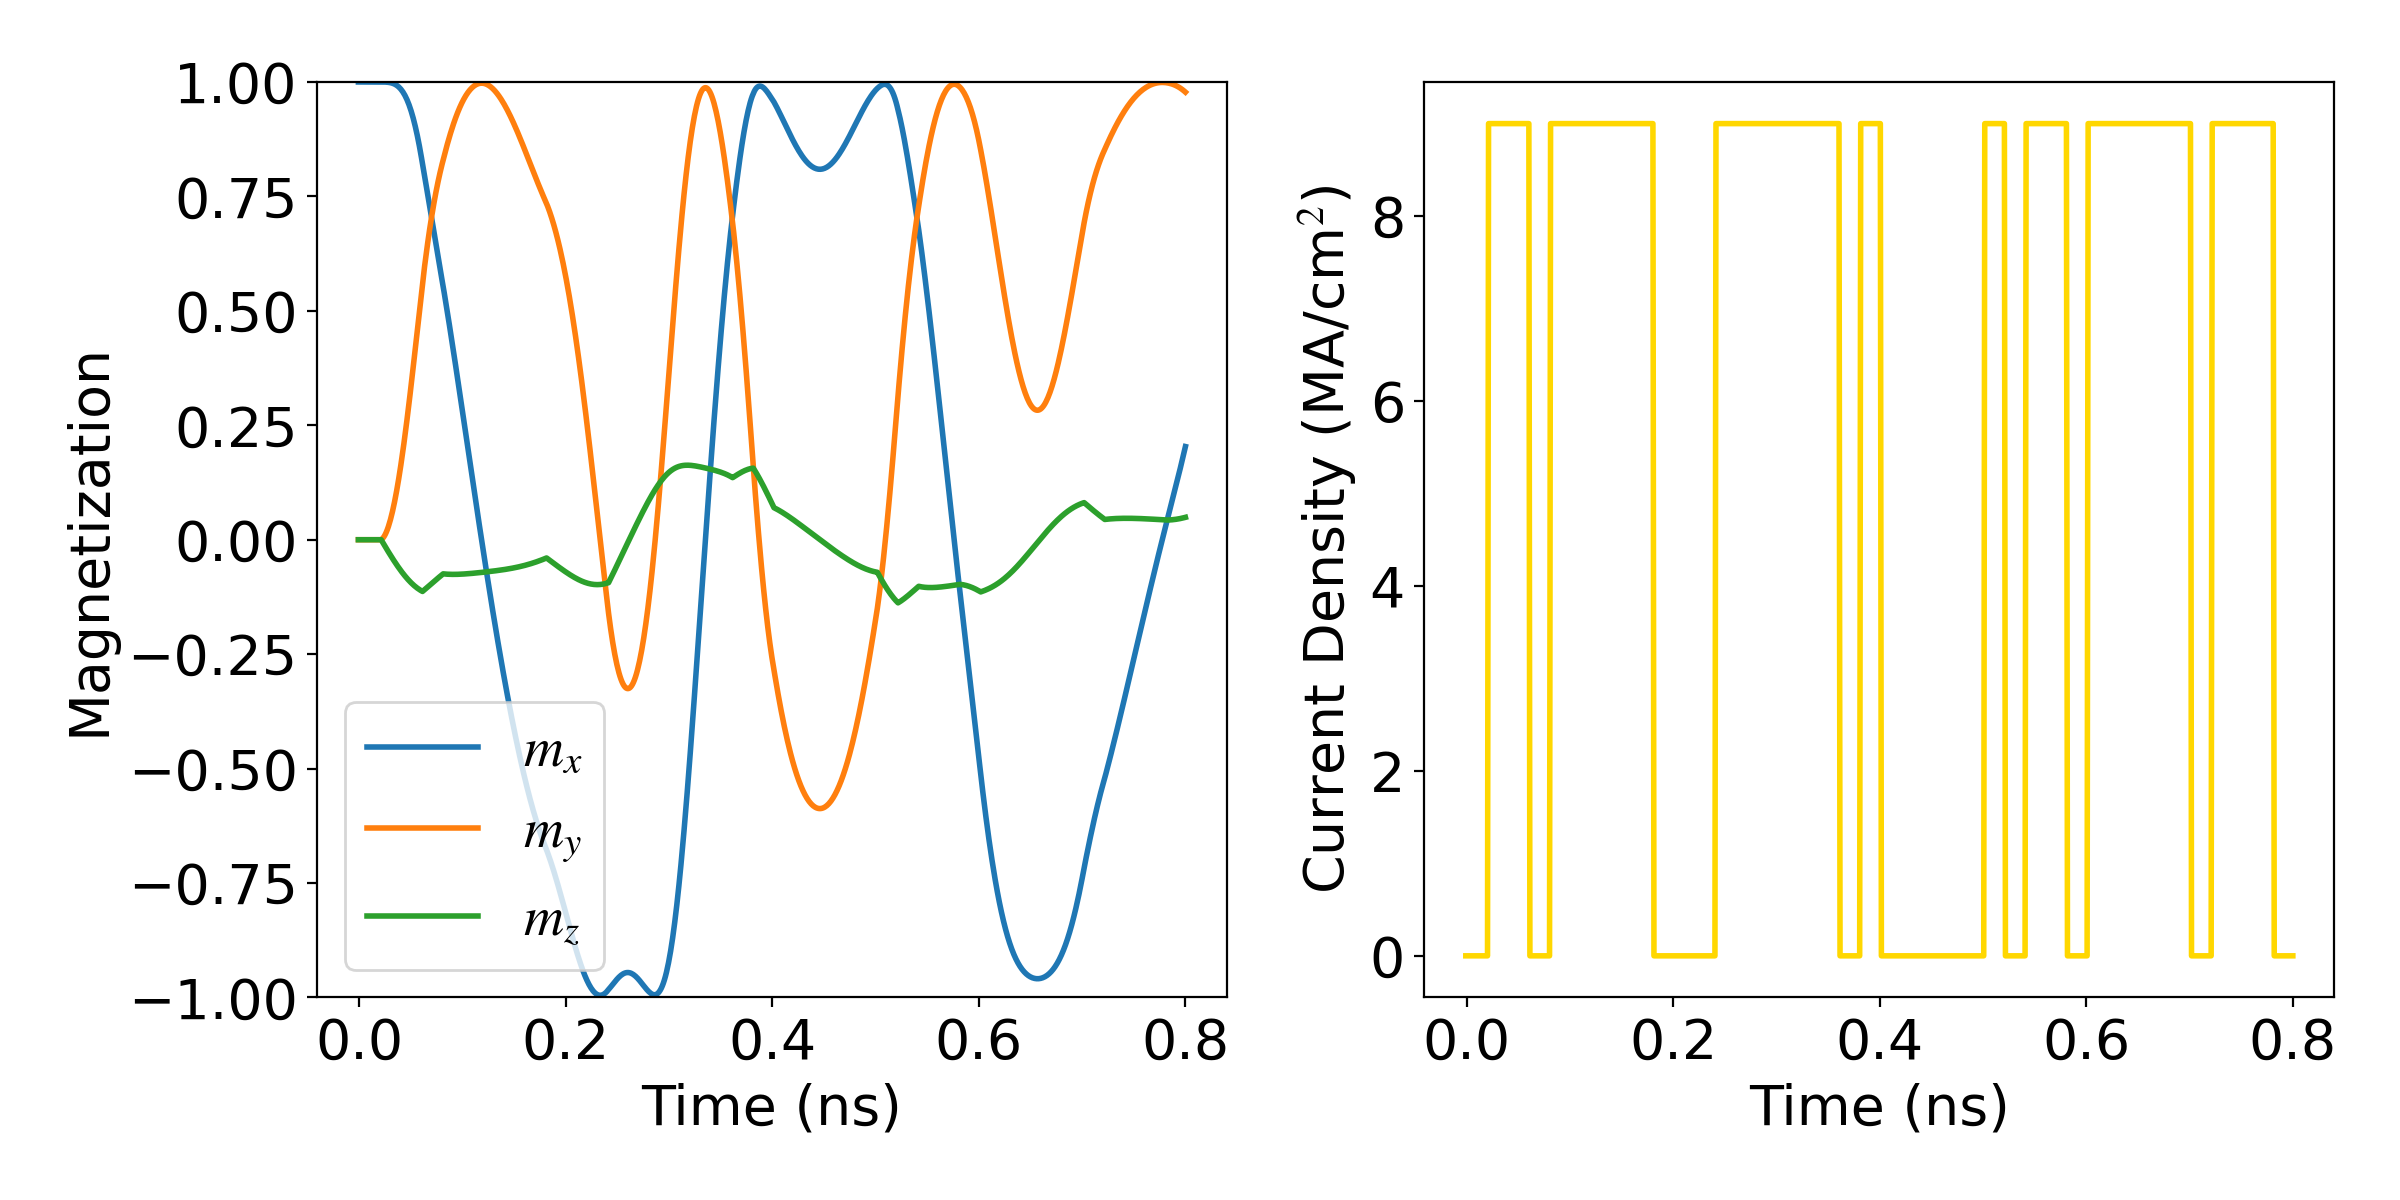 1.00
0.75
0.50
0.25
0.00
−0.25
−0.50
−0.75
−1.00
Magnetization
m_x
m_y
m_z
0.0 0.2 0.4 0.6 0.8
Time (ns)
8
6
4
2
0
Current Density (MA/cm²)
0.0 0.2 0.4 0.6 0.8
Time (ns)